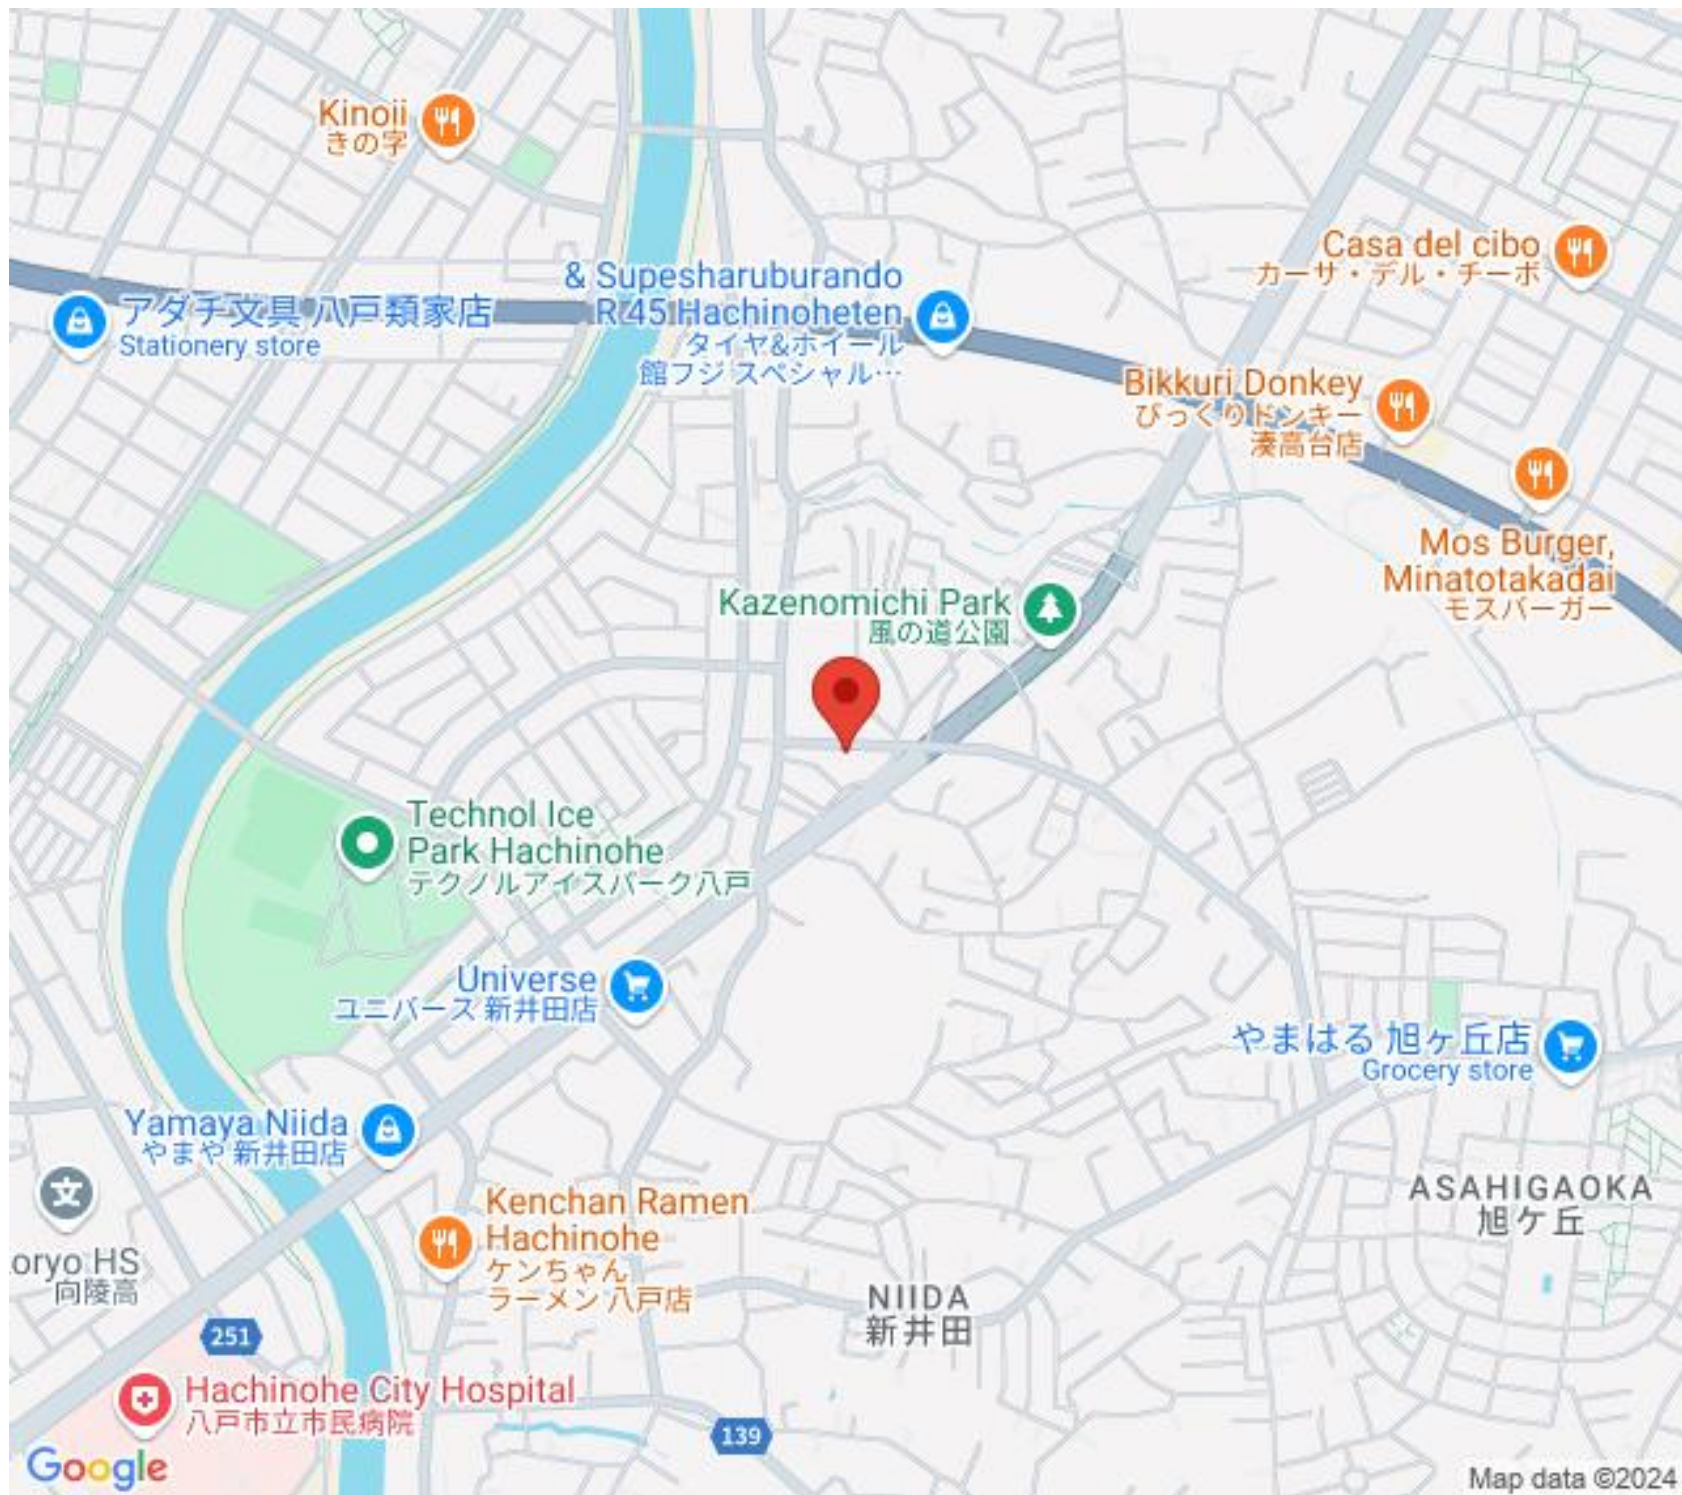 Kinoji
きの字
Casa del cibo
カーサ・デル・チーボ
& Supesharuburando
R 45 Hachinoheten
タイヤ&ホイール
館フジ スペシャル…
アダチ文具 八戸類家店
Stationery store
Bikkuri Donkey
びっくりドンキー
湊高台店
Mos Burger,
Minatotakadai
モスバーガー
Kazenomichi Park
風の道公園
Technol Ice
Park Hachinohe
テクノルアイスパーク八戸
Universe
ユニバース 新井田店
やまはる 旭ヶ丘店
Grocery store
Yamaya Niida
やまや 新井田店
文
oryo HS
向陵高
Kenchan Ramen
Hachinohe
ケンちゃん
ラーメン 八戸店
ASAHIGAOKA
旭ケ丘
NIIDA
新井田
251
Hachinohe City Hospital
八戸市立市民病院
139
Google
Map data ©2024